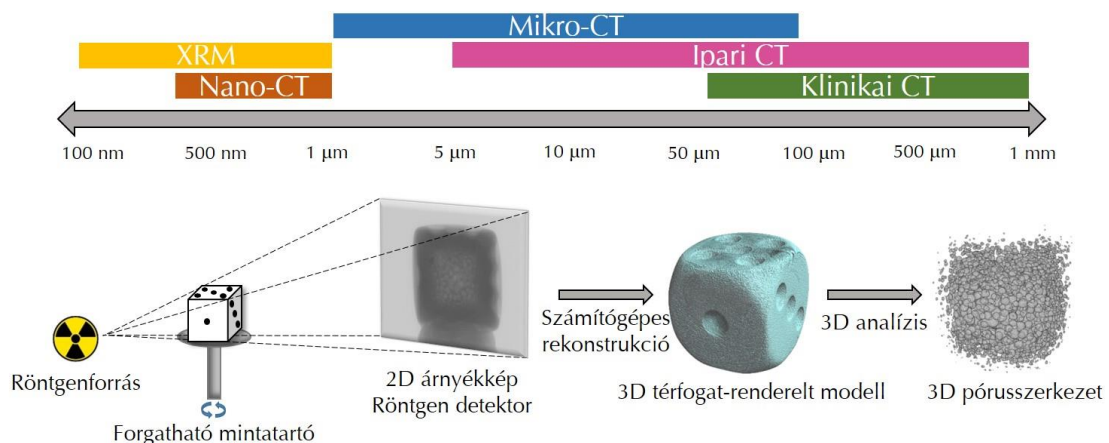 Mikro-CT
XRM
Ipari CT
Nano-CT
Klinikai CT
100 nm
500 nm
1 µm
5 µm
10 µm
50 µm
100 µm
500 µm
1 mm
Röntgenforrás
Forgatható mintatartó
2D árnyékkép
Röntgen detektor
Számítógépes
rekonstrukció
3D térfogat-renderelt modell
3D analízis
3D pórusszerkezet